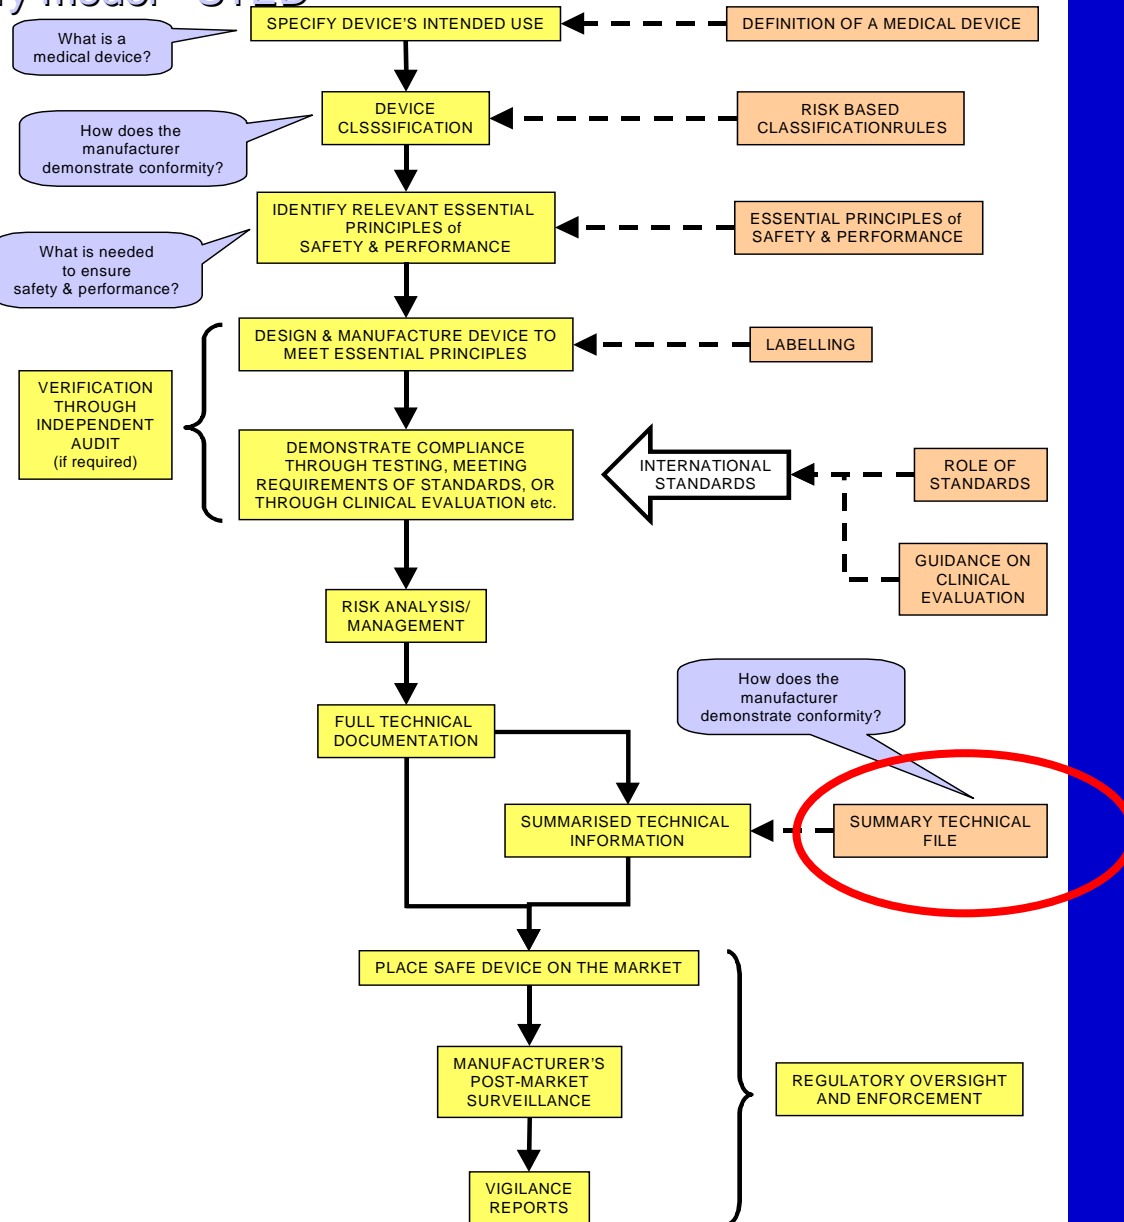 ry model - STED
SPECIFY DEVICE'S INTENDED USE
DEFINITION OF A MEDICAL DEVICE
What is a
medical device?
DEVICE
CLSSSIFICATION
RISK BASED
CLASSIFICATIONRULES
How does the
manufacturer
demonstrate conformity?
IDENTIFY RELEVANT ESSENTIAL
PRINCIPLES of
SAFETY & PERFORMANCE
ESSENTIAL PRINCIPLES of
SAFETY & PERFORMANCE
What is needed
to ensure
safety & performance?
DESIGN & MANUFACTURE DEVICE TO
MEET ESSENTIAL PRINCIPLES
LABELLING
VERIFICATION
THROUGH
INDEPENDENT
AUDIT
(if required)
DEMONSTRATE COMPLIANCE
THROUGH TESTING, MEETING
REQUIREMENTS OF STANDARDS, OR
THROUGH CLINICAL EVALUATION etc.
INTERNATIONAL
STANDARDS
ROLE OF
STANDARDS
GUIDANCE ON
CLINICAL
EVALUATION
RISK ANALYSIS/
MANAGEMENT
How does the
manufacturer
demonstrate conformity?
FULL TECHNICAL
DOCUMENTATION
SUMMARISED TECHNICAL
INFORMATION
SUMMARY TECHNICAL
FILE
PLACE SAFE DEVICE ON THE MARKET
MANUFACTURER'S
POST-MARKET
SURVEILLANCE
REGULATORY OVERSIGHT
AND ENFORCEMENT
VIGILANCE
REPORTS